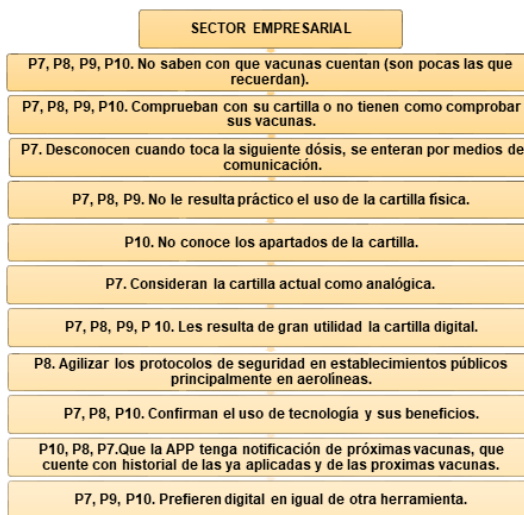 SECTOR EMPRESARIAL
P7, P8, P9, P10. No saben con que vacunas cuentan (son pocas las que
recuerdan).
P7, P8, P9, P10. Comprueban con su cartilla o no tienen como comprobar
sus vacunas.
P7. Desconocen cuando toca la siguiente dósis, se enteran por medios de
comunicación.
P7, P8, P9. No le resulta práctico el uso de la cartilla física.
P10. No conoce los apartados de la cartilla.
P7. Consideran la cartilla actual como analógica.
P7, P8, P9, P 10. Les resulta de gran utilidad la cartilla digital.
P8. Agilizar los protocolos de seguridad en establecimientos públicos
principalmente en aerolíneas.
P7, P8, P10. Confirman el uso de tecnología y sus beneficios.
P10, P8, P7.Que la APP tenga notificación de próximas vacunas, que
cuente con historial de las ya aplicadas y de las proximas vacunas.
P7, P9, P10. Prefieren digital en igual de otra herramienta.